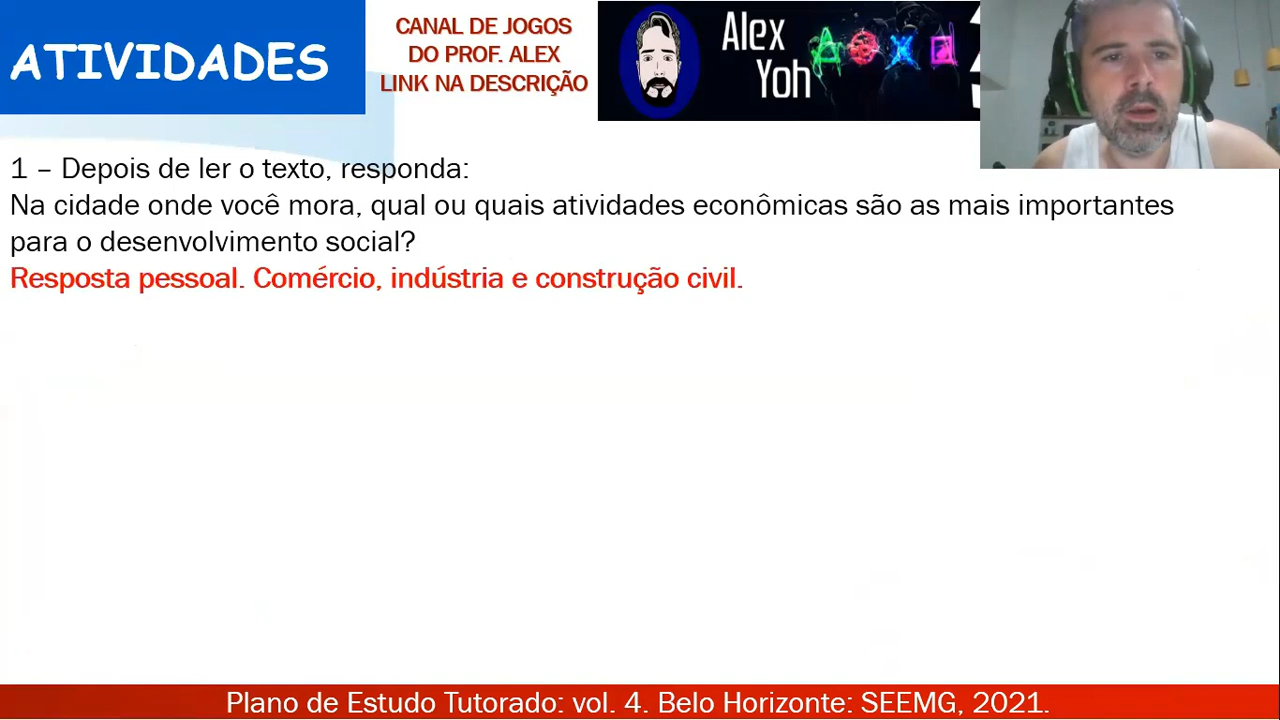 ATIVIDADES
CANAL DE JOGOS
DO PROF. ALEX
LINK NA DESCRIÇÃO
Alex
Yoh
1 – Depois de ler o texto, responda:
Na cidade onde você mora, qual ou quais atividades econômicas são as mais importantes
para o desenvolvimento social?
Resposta pessoal. Comércio, indústria e construção civil.
Plano de Estudo Tutorado: vol. 4. Belo Horizonte: SEEMG, 2021.